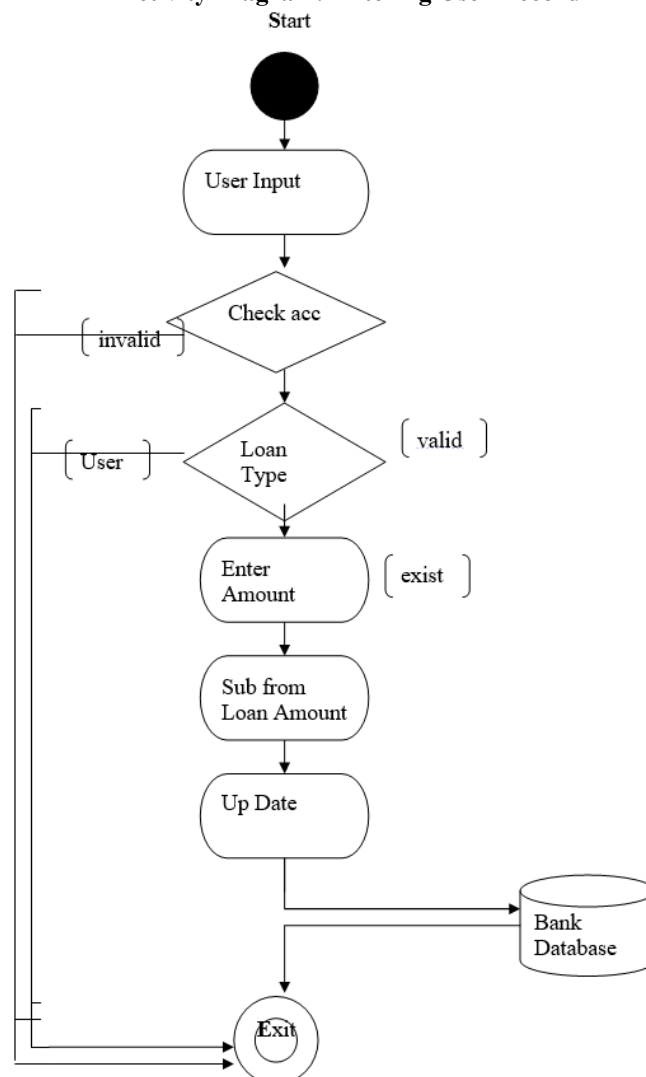 Start
User Input
Check acc
invalid
Loan
Type
valid
User
Enter
Amount
exist
Sub from
Loan Amount
Up Date
Bank
Database
Exit